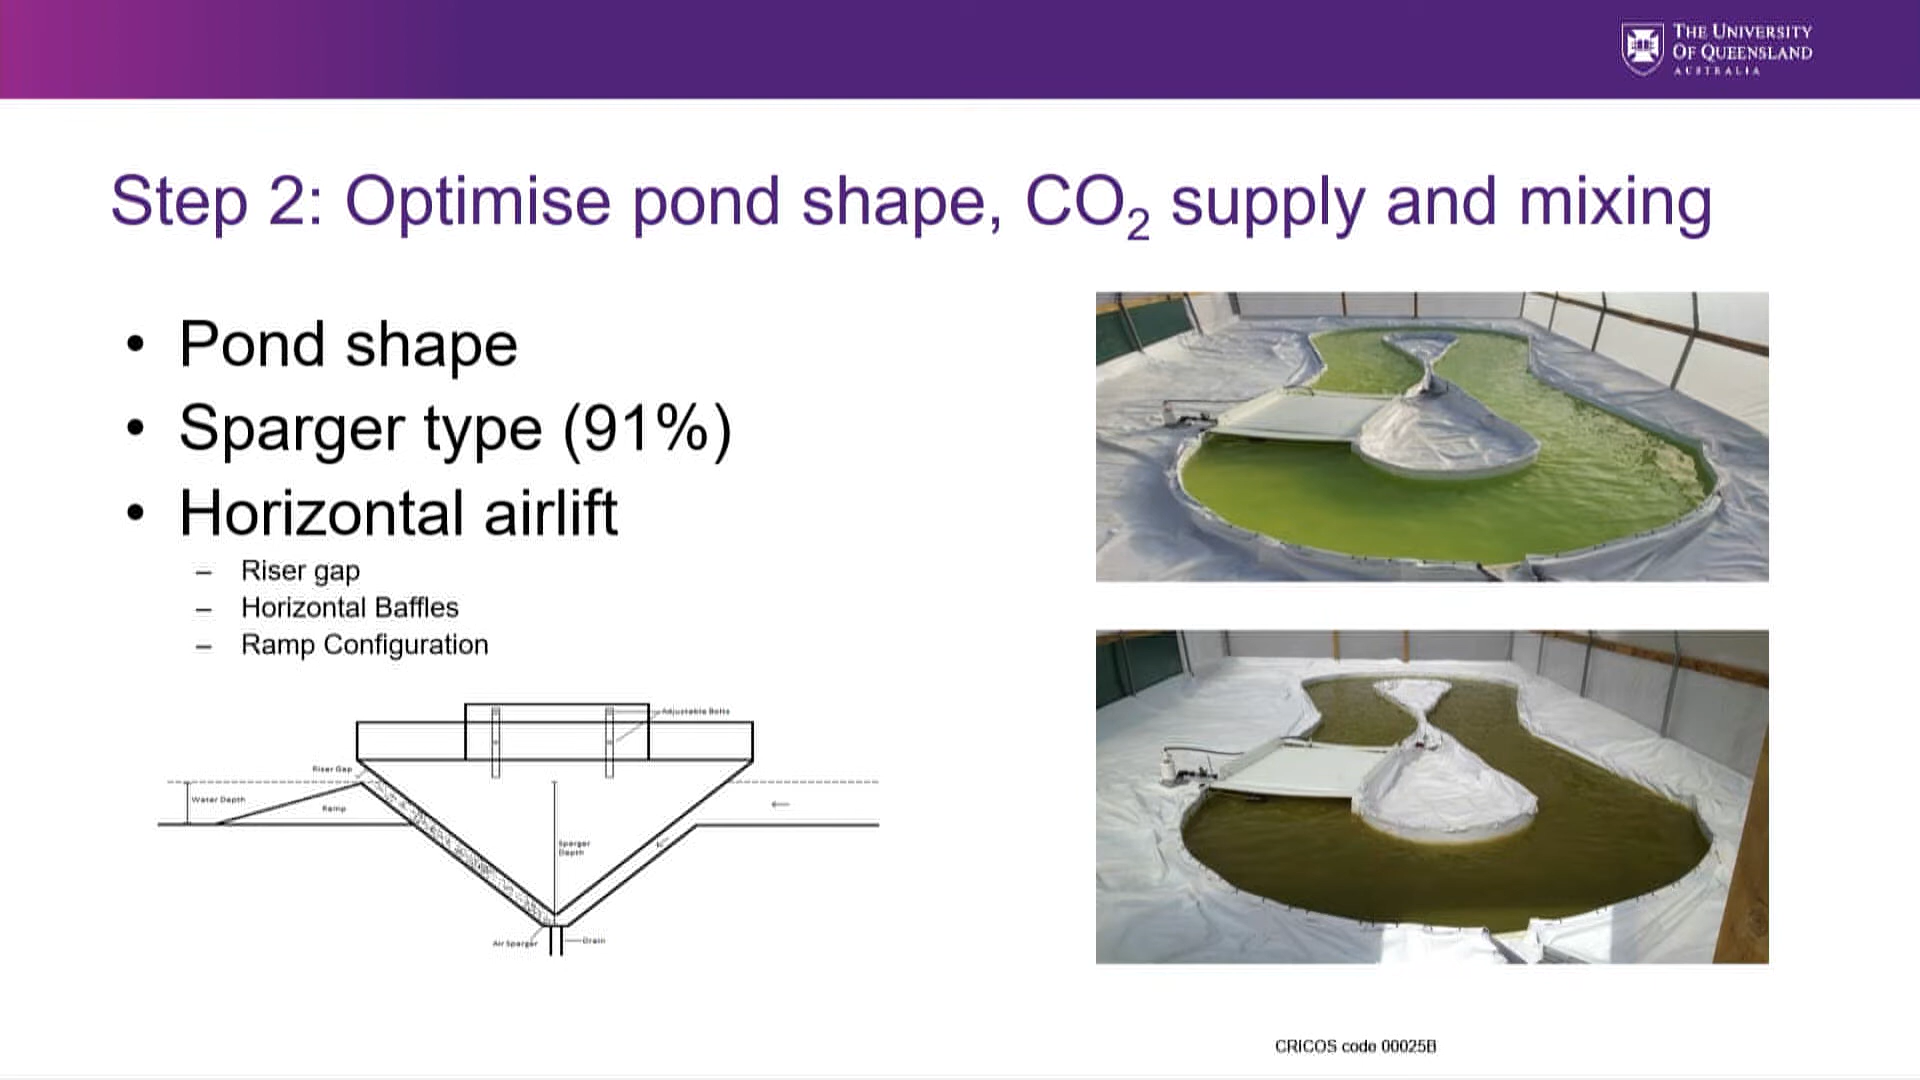 THE UNIVERSITY
OF QUEENSLAND
AUSTRALIA
Step 2: Optimise pond shape, CO₂ supply and mixing
• Pond shape
• Sparger type (91%)
• Horizontal airlift
– Riser gap
– Horizontal Baffles
– Ramp Configuration
Adjustable Bolts
Riser Gap
Water Depth
Ramp
Sparger
Depth
Air Sparger
Drain
CRICOS code 00025B